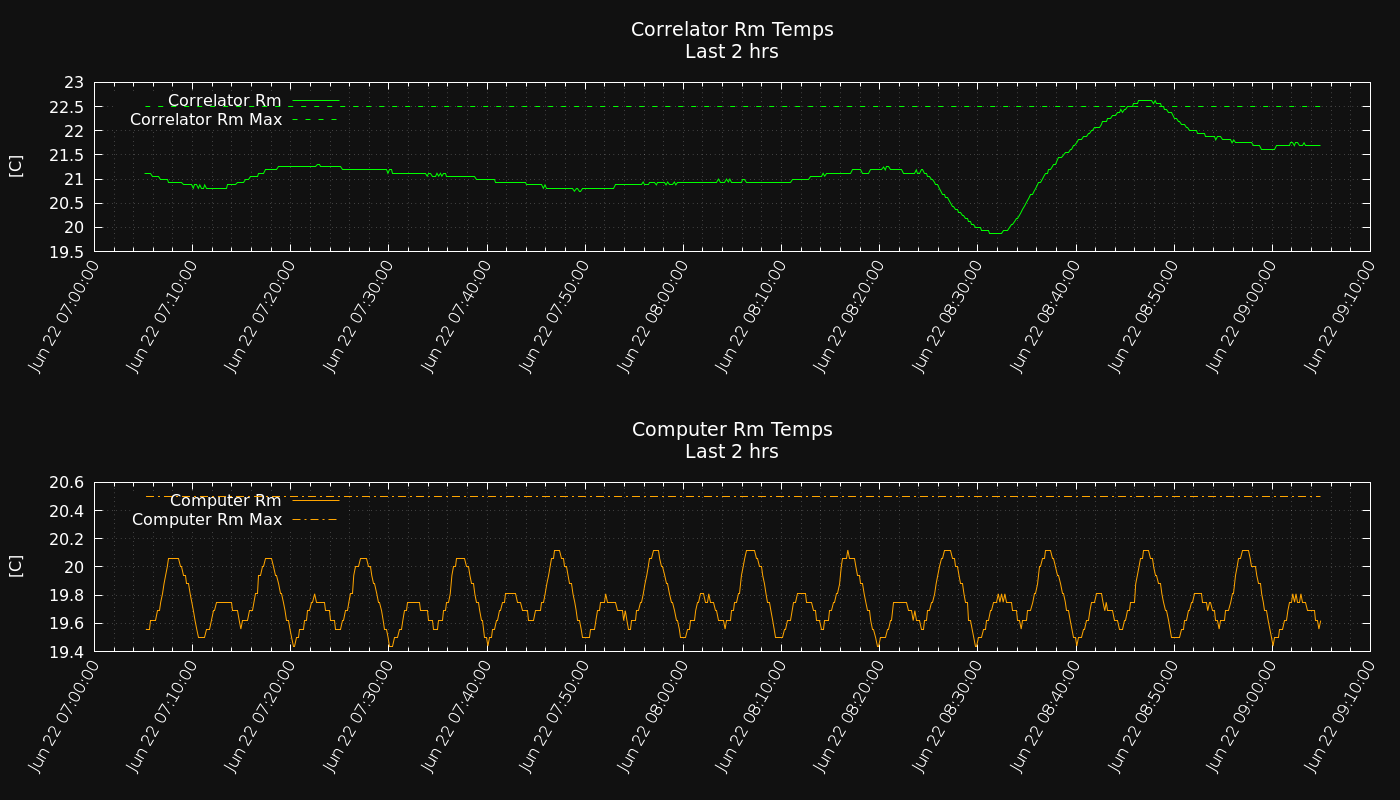 Correlator Rm Temps
Last 2 hrs
23
22.5
22
21.5
21
20.5
20
19.5
[C]
Correlator Rm
Correlator Rm Max
Jun 22 07:00:00
Jun 22 07:10:00
Jun 22 07:20:00
Jun 22 07:30:00
Jun 22 07:40:00
Jun 22 07:50:00
Jun 22 08:00:00
Jun 22 08:10:00
Jun 22 08:20:00
Jun 22 08:30:00
Jun 22 08:40:00
Jun 22 08:50:00
Jun 22 09:00:00
Jun 22 09:10:00
Computer Rm Temps
Last 2 hrs
20.6
20.4
20.2
20
19.8
19.6
19.4
[C]
Computer Rm
Computer Rm Max
Jun 22 07:00:00
Jun 22 07:10:00
Jun 22 07:20:00
Jun 22 07:30:00
Jun 22 07:40:00
Jun 22 07:50:00
Jun 22 08:00:00
Jun 22 08:10:00
Jun 22 08:20:00
Jun 22 08:30:00
Jun 22 08:40:00
Jun 22 08:50:00
Jun 22 09:00:00
Jun 22 09:10:00